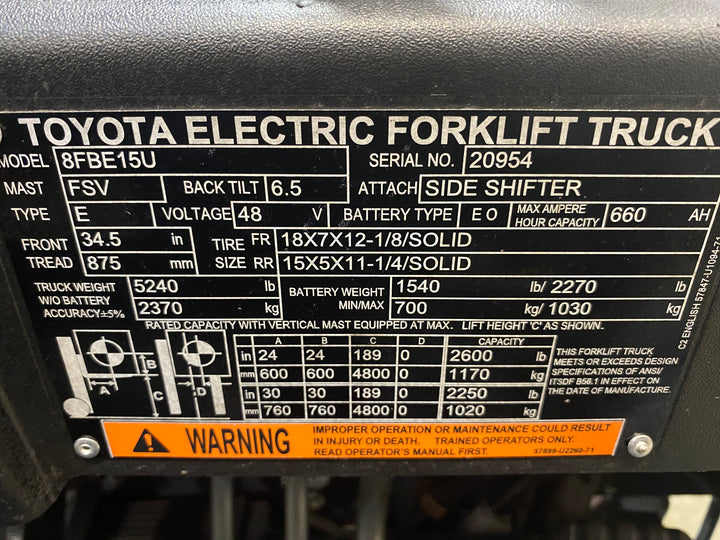 TOYOTA ELECTRIC FORKLIFT TRUCK
MODEL 8FBE15U SERIAL NO. 20954
MAST FSV BACK TILT 6.5 ATTACH SIDE SHIFTER
TYPE E VOLTAGE 48 V BATTERY TYPE E O MAX AMPERE HOUR CAPACITY 660 AH
FRONT 34.5 in TIRE FR 18X7X12-1/8/SOLID
TREAD 875 mm SIZE RR 15X5X11-1/4/SOLID
TRUCK WEIGHT 5240 lb BATTERY WEIGHT 1540 lb/ 2270 lb
W/O BATTERY ACCURACY±5% 2370 kg MIN/MAX 700 kg/ 1030 kg
RATED CAPACITY WITH VERTICAL MAST EQUIPPED AT MAX. LIFT HEIGHT 'C' AS SHOWN.
A B C D CAPACITY
in 24 24 189 0 2600 lb
mm 600 600 4800 0 1170 kg
in 30 30 189 0 2250 lb
mm 760 760 4800 0 1020 kg
A B C D
THIS FORKLIFT TRUCK
MEETS OR EXCEEDS DESIGN
SPECIFICATIONS OF ANSI/
ITSDF B56.1 IN EFFECT ON
THE DATE OF MANUFACTURE.
WARNING
IMPROPER OPERATION OR MAINTENANCE COULD RESULT
IN INJURY OR DEATH. TRAINED OPERATORS ONLY.
READ OPERATOR'S MANUAL FIRST. 57899-U2260-71
C2 ENGLISH 57847-U1094-71